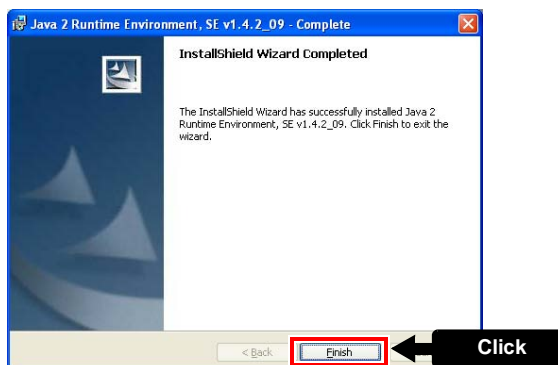 Java 2 Runtime Environment, SE v1.4.2_09 - Complete
InstallShield Wizard Completed
The InstallShield Wizard has successfully installed Java 2
Runtime Environment, SE v1.4.2_09. Click Finish to exit the
wizard.
< Back
Finish
Click